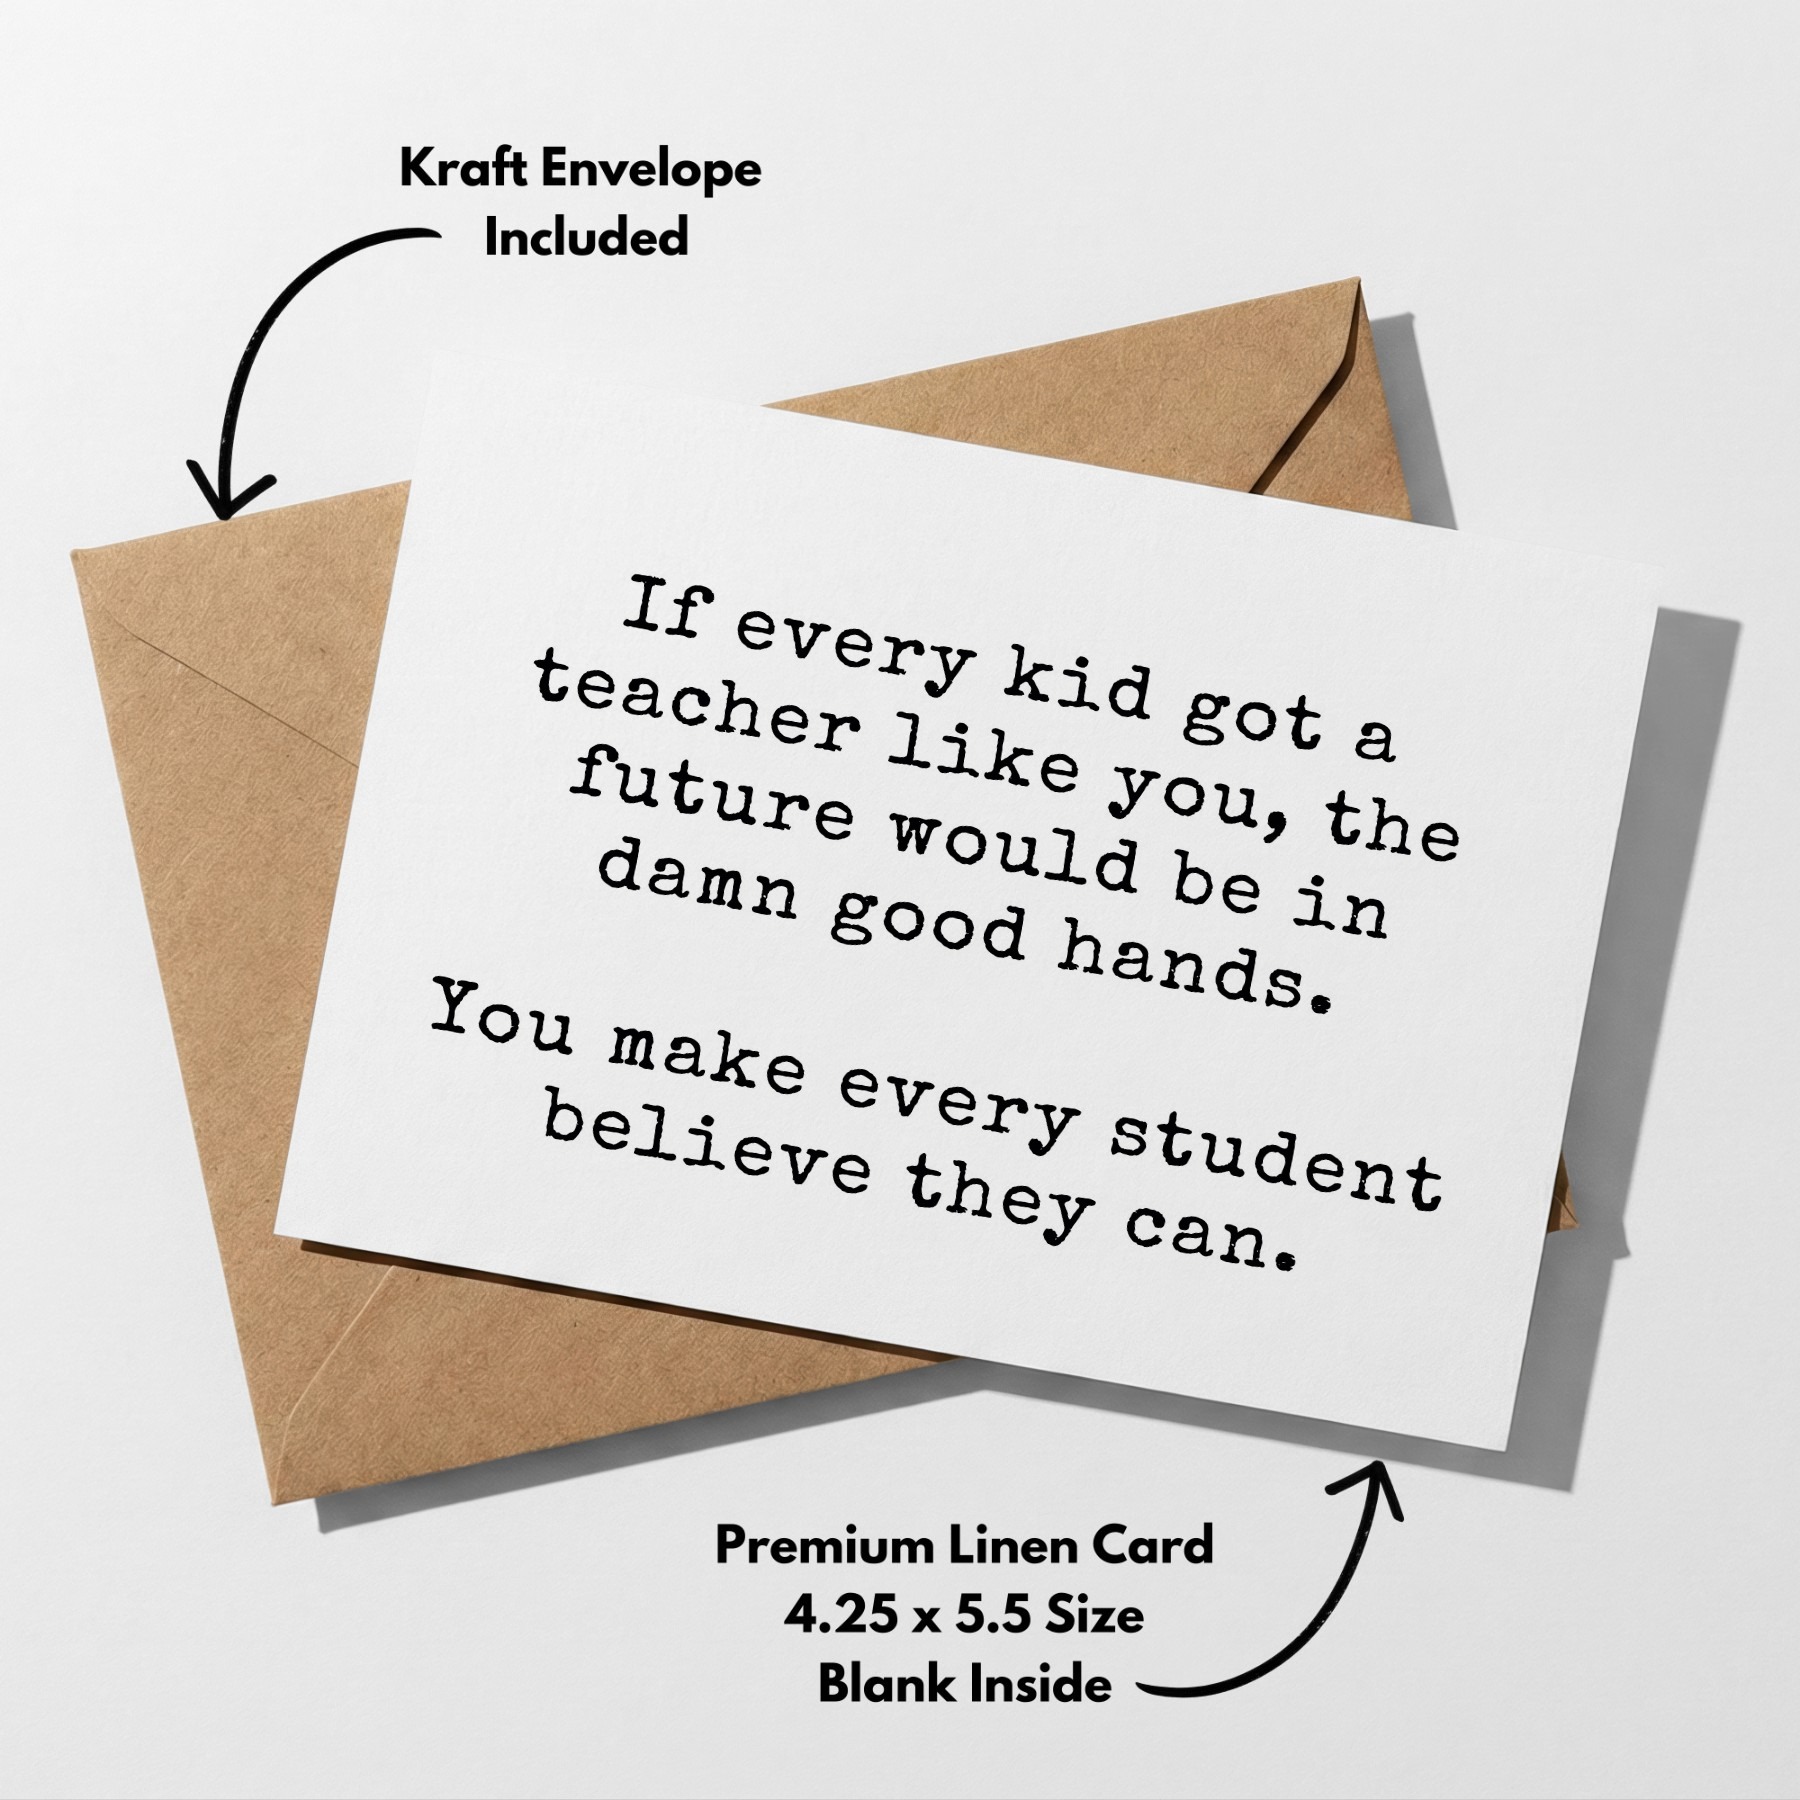 Kraft Envelope
Included
If every kid got a
teacher like you, the
future would be in
damn good hands.
You make every student
believe they can.
Premium Linen Card
4.25 x 5.5 Size
Blank Inside